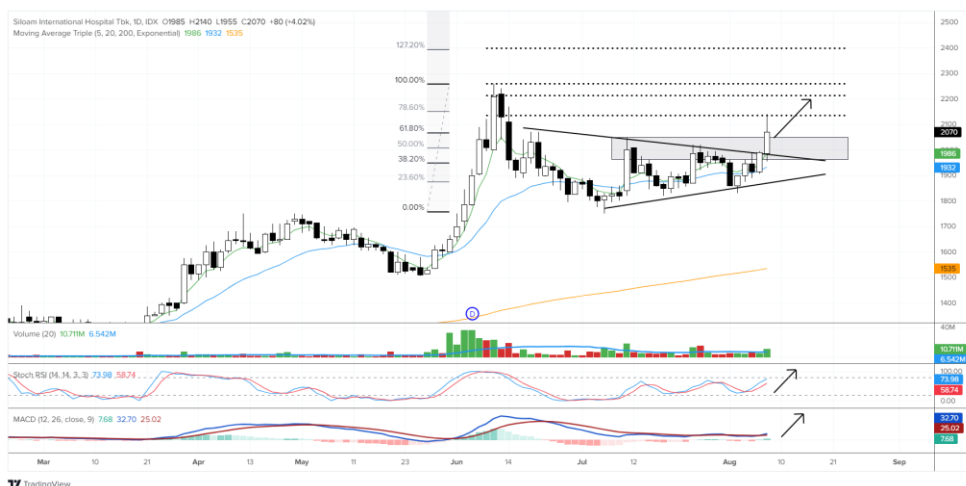 Siloam International Hospital Tbk, 1D, IDX O1985 H2140 L1955 C2070 +80 (+4.02%)
Moving Average Triple (5, 20, 200, Exponential) 1986 1932 1535
127.20%
100.00%
78.60%
61.80%
50.00%
38.20%
23.60%
0.00%
2500
2400
2300
2200
2070
1986
1932
1800
1700
1600
1535
1400
D
Volume (20) 10.711M 6.542M
40M
10.711M
6.542M
Stoch RSI (14, 14, 3, 3) 73.98 58.74
100.00
73.98
58.74
0.00
MACD (12, 26, close, 9) 7.68 32.70 25.02
32.70
25.02
7.68
Mar 10 21 Apr 13 May 11 23 Jun 14 Jul 12 Aug 10 21 Sep
TradingView